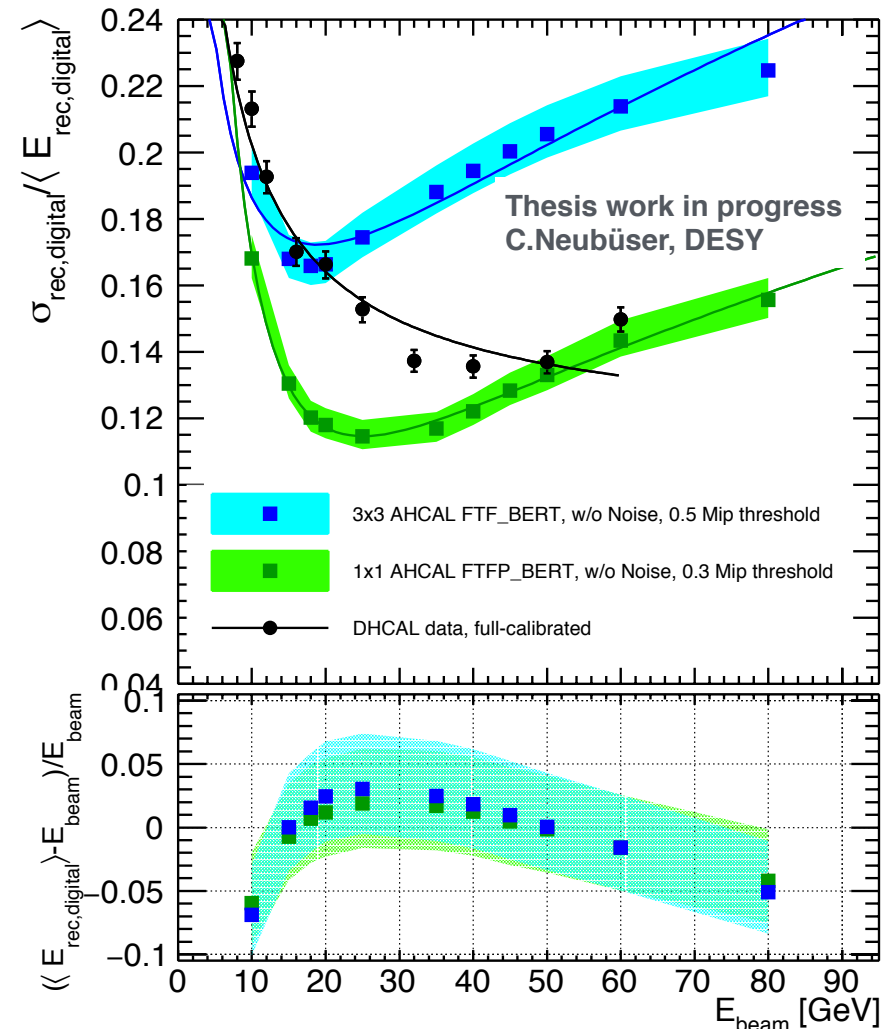 σrec,digital/⟨ Erec,digital ⟩
0.24
0.22
0.2
0.18
0.16
0.14
0.12
0.1
0.08
0.06
0.04
Thesis work in progress
C.Neubüser, DESY
3x3 AHCAL FTF_BERT, w/o Noise, 0.5 Mip threshold
1x1 AHCAL FTFP_BERT, w/o Noise, 0.3 Mip threshold
DHCAL data, full-calibrated
(⟨ Erec,digital ⟩-Ebeam)/Ebeam
0.1
0.05
0
−0.05
−0.1
0 10 20 30 40 50 60 70 80 90
Ebeam [GeV]